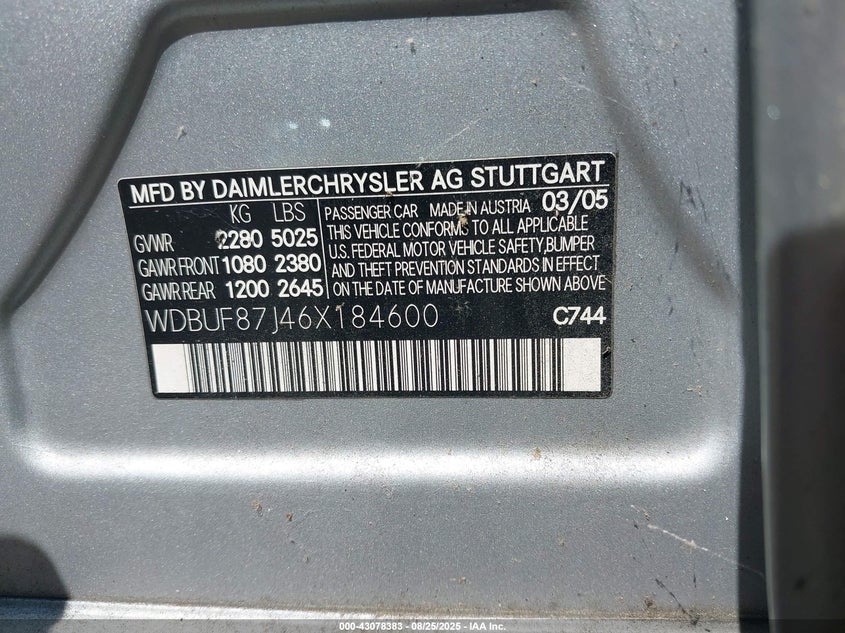 MFD BY DAIMLERCHRYSLER AG STUTTGART
KG LBS
GVWR 2280 5025
GAWR FRONT 1080 2380
GAWR REAR 1200 2645
PASSENGER CAR MADE IN AUSTRIA 03/05
THIS VEHICLE CONFORMS TO ALL APPLICABLE
U.S. FEDERAL MOTOR VEHICLE SAFETY, BUMPER
AND THEFT PREVENTION STANDARDS IN EFFECT
ON THE DATE OF MANUFACTURE SHOWN ABOVE
WDBUF87J46X184600 C744
000-43078383 - 08/25/2025 - IAA Inc.